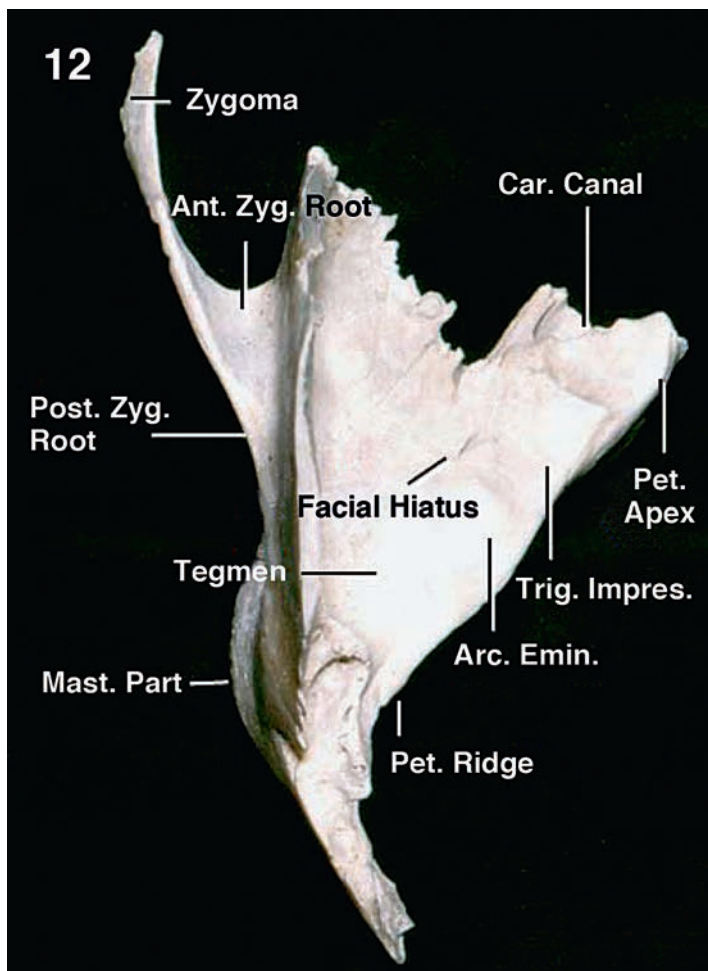 12
Zygoma
Car. Canal
Ant. Zyg. Root
Post. Zyg.
Root
Pet.
Apex
Facial Hiatus
Tegmen
Trig. Impres.
Arc. Emin.
Mast. Part
Pet. Ridge